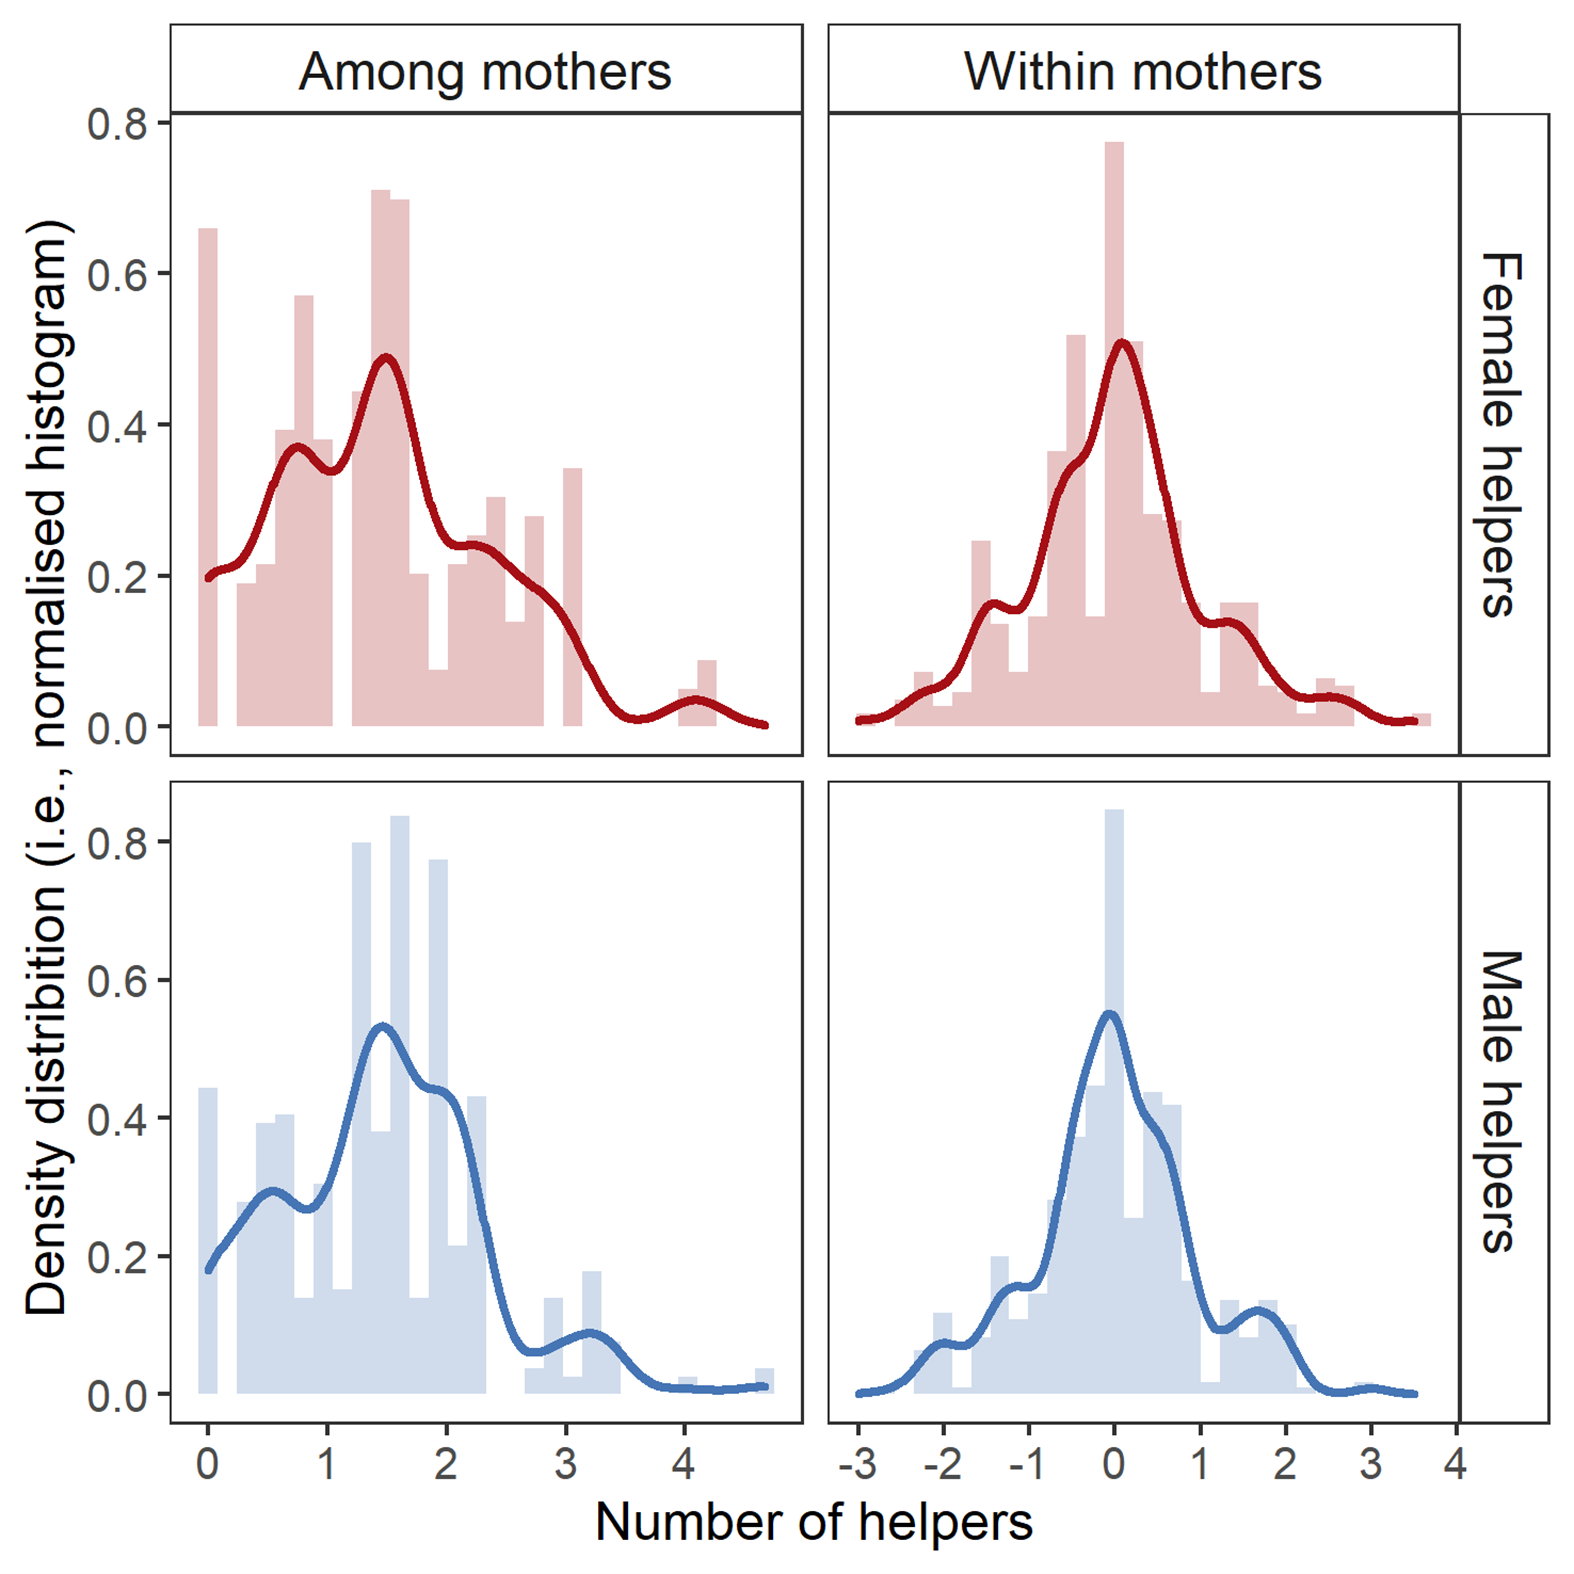 Among mothers
Within mothers
Density distribition (i.e., normalised histogram)
0.8
0.6
0.4
0.2
0.0
Female helpers
0.8
0.6
0.4
0.2
0.0
Male helpers
0 1 2 3 4
-3 -2 -1 0 1 2 3 4
Number of helpers